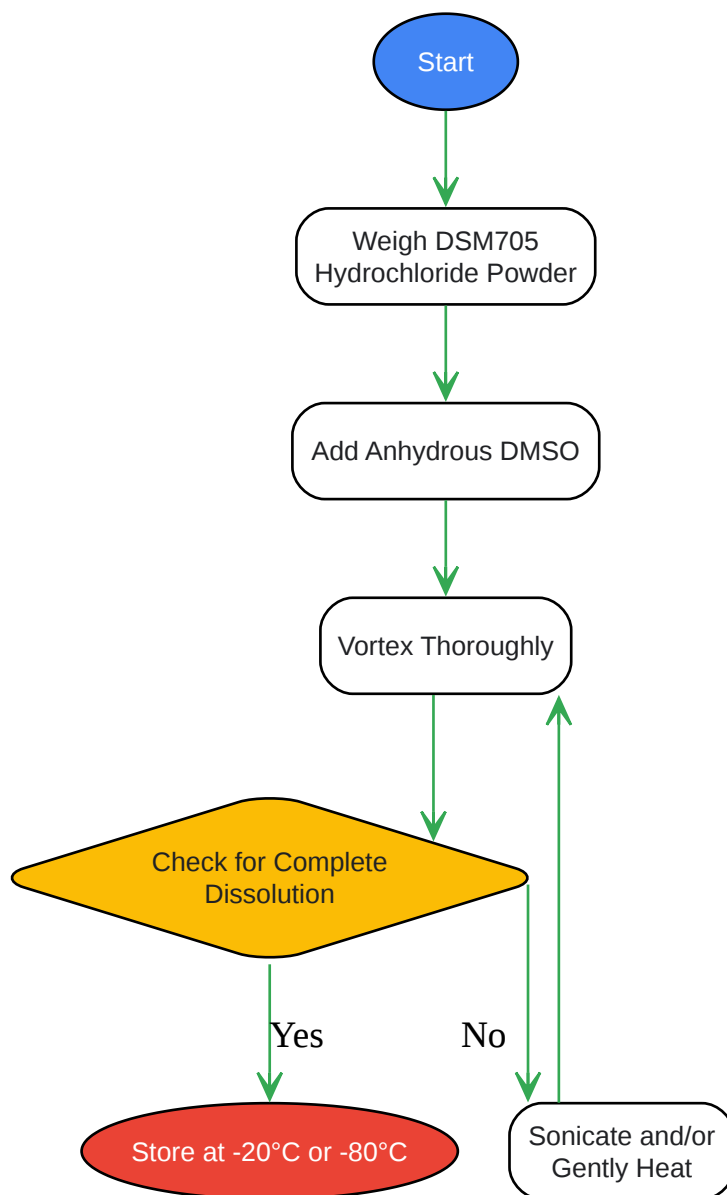 Start
Weigh DSM705
Hydrochloride Powder
Add Anhydrous DMSO
Vortex Thoroughly
Check for Complete
Dissolution
Yes
No
Store at -20°C or -80°C
Sonicate and/or
Gently Heat